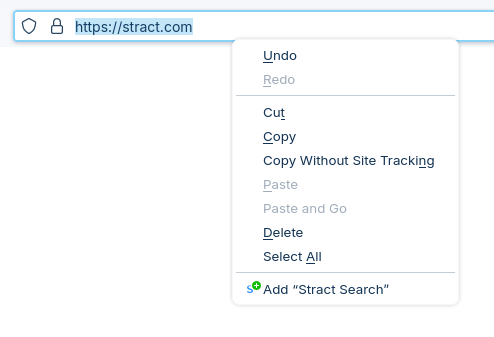 https://stract.com
Undo
Redo
Cut
Copy
Copy Without Site Tracking
Paste
Paste and Go
Delete
Select All
Add “Stract Search”